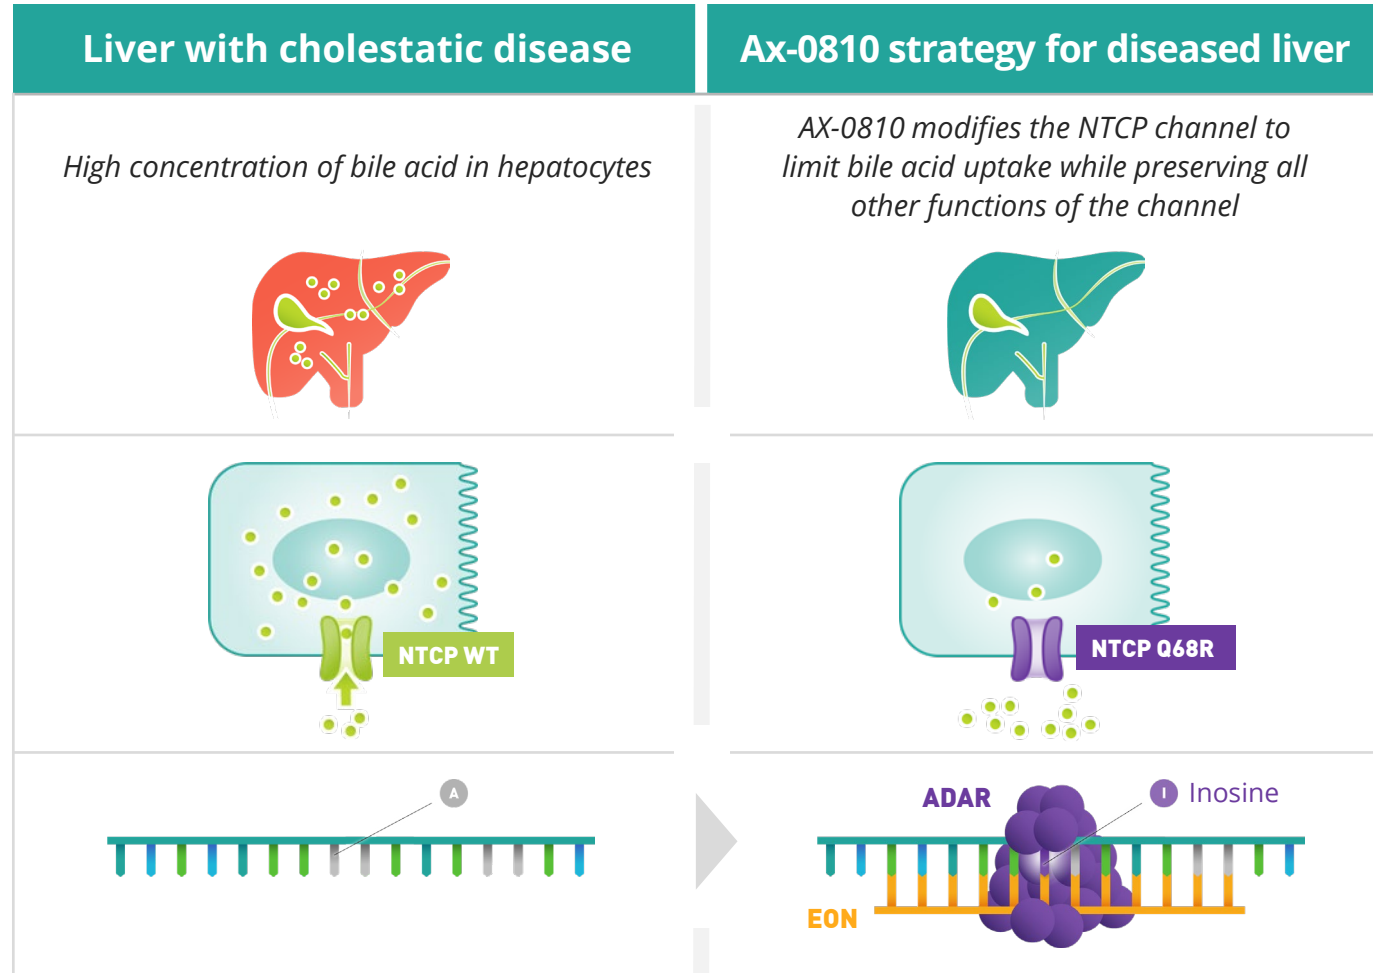 Liver with cholestatic disease
Ax-0810 strategy for diseased liver
High concentration of bile acid in hepatocytes
AX-0810 modifies the NTCP channel to
limit bile acid uptake while preserving all
other functions of the channel
NTCP WT
NTCP Q68R
A
ADAR
I Inosine
EON